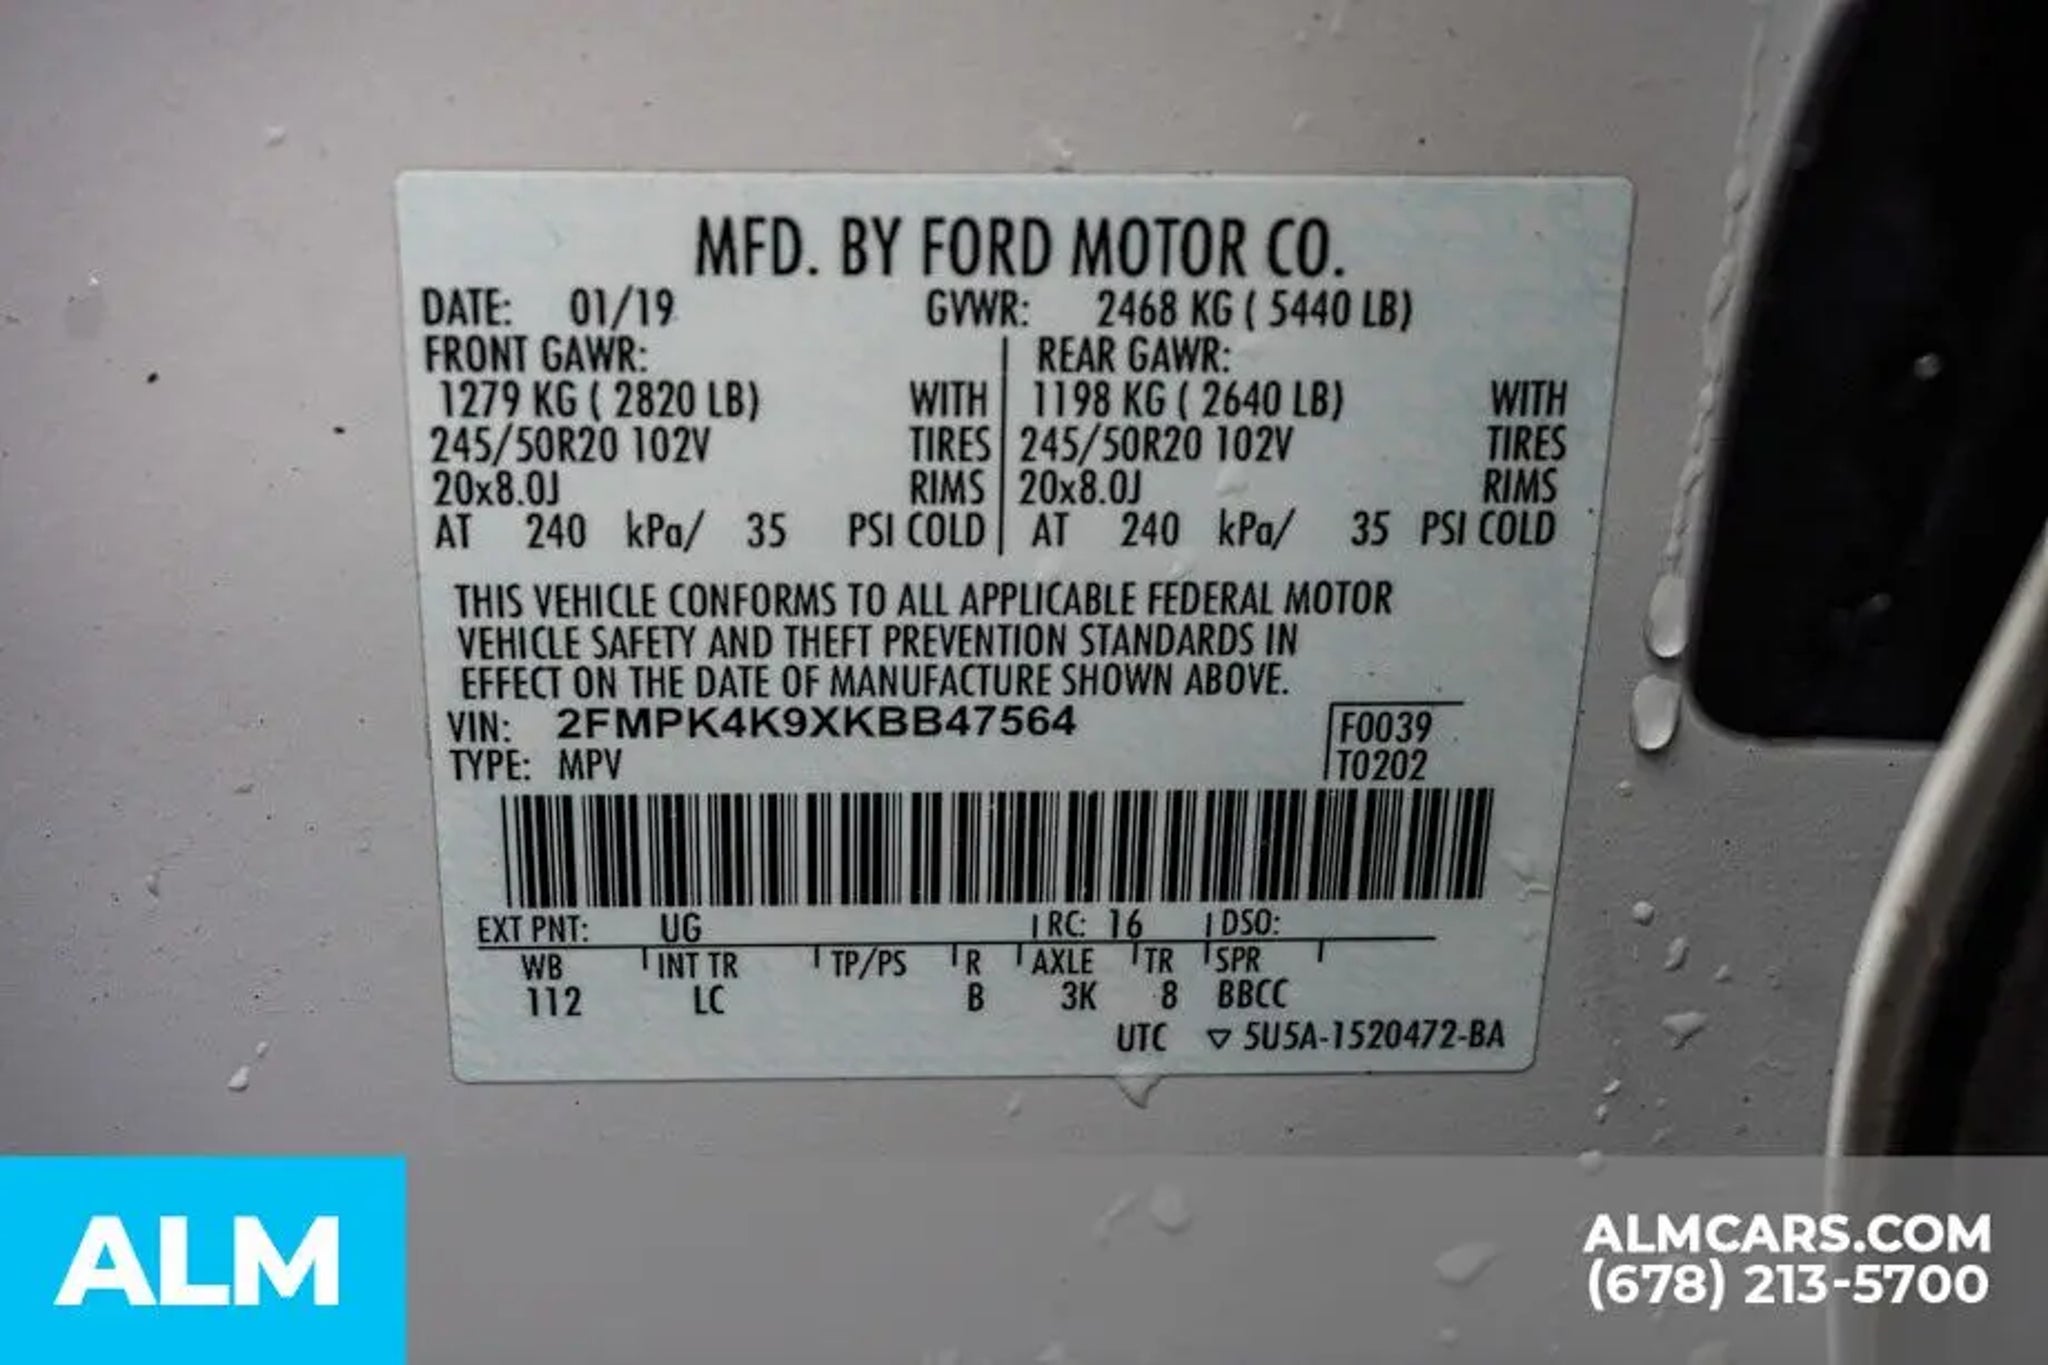 MFD. BY FORD MOTOR CO.
DATE: 01/19 GVWR: 2468 KG ( 5440 LB)
FRONT GAWR: REAR GAWR:
1279 KG ( 2820 LB) WITH 1198 KG ( 2640 LB) WITH
245/50R20 102V TIRES 245/50R20 102V TIRES
20x8.0J RIMS 20x8.0J RIMS
AT 240 kPa/ 35 PSI COLD AT 240 kPa/ 35 PSI COLD
THIS VEHICLE CONFORMS TO ALL APPLICABLE FEDERAL MOTOR
VEHICLE SAFETY AND THEFT PREVENTION STANDARDS IN
EFFECT ON THE DATE OF MANUFACTURE SHOWN ABOVE.
VIN: 2FMPK4K9XKBB47564 F0039
TYPE: MPV T0202
EXT PNT: UG RC: 16 DSO:
WB INT TR TP/PS R AXLE TR SPR
112 LC B 3K 8 BBCC
UTC ▽ 5U5A-1520472-BA
ALM
ALMCARS.COM
(678) 213-5700